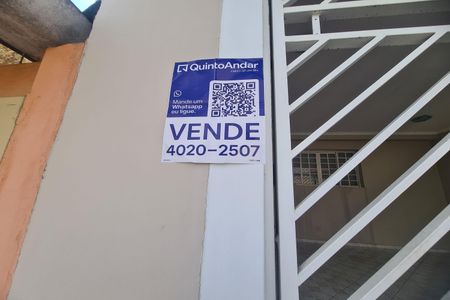 QuintoAndar
Mande um
Whatsapp
ou ligue.
VENDE
4020-2507